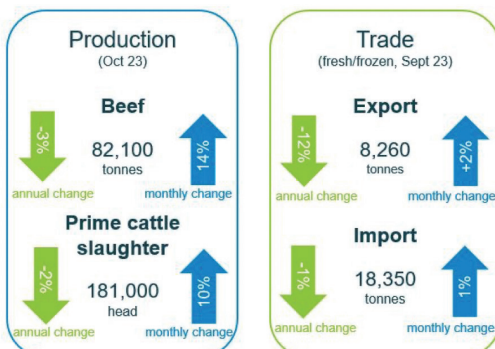 Production
(Oct 23)
Beef
-3%
82,100
tonnes
14%
annual change
monthly change
Prime cattle
slaughter
-2%
181,000
head
10%
annual change
monthly change
Trade
(fresh/frozen, Sept 23)
Export
-12%
8,260
tonnes
+2%
annual change
monthly change
Import
-1%
18,350
tonnes
1%
annual change
monthly change